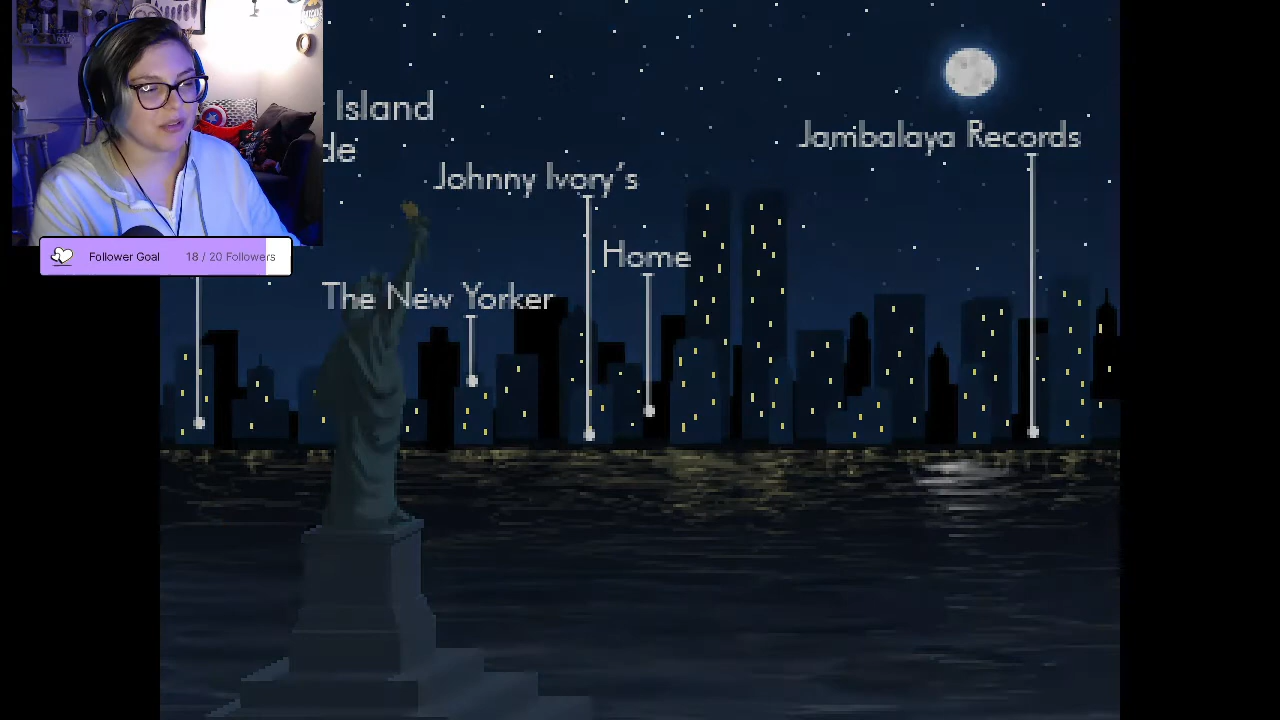 Island
Jambalaya Records
Johnny Ivory's
Home
Follower Goal 18 / 20 Followers
The New Yorker